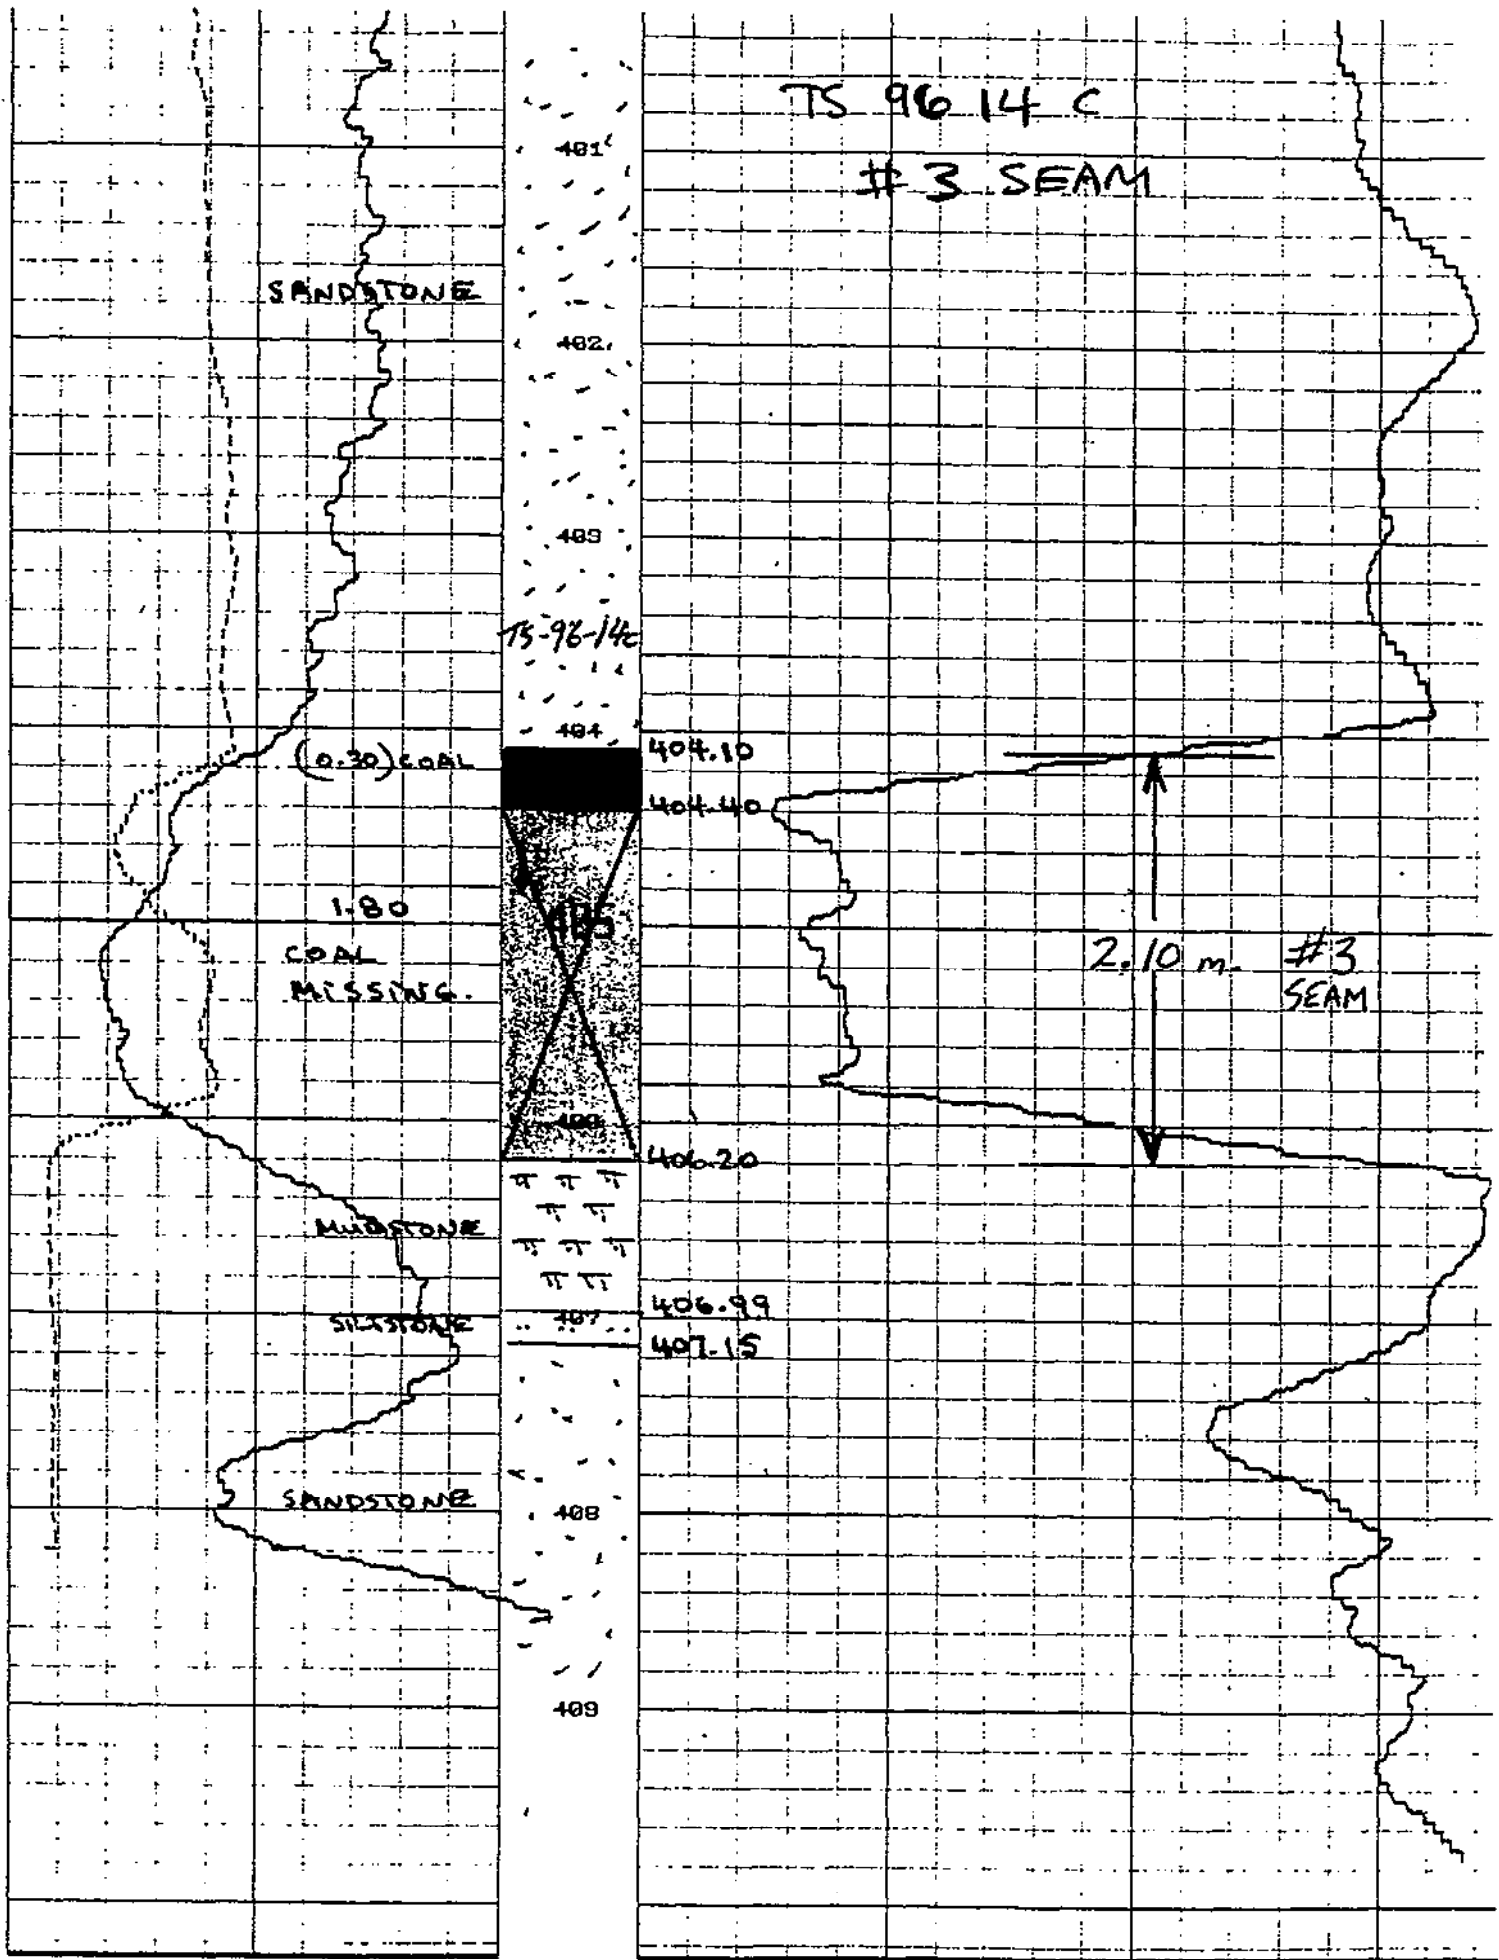 TS 96 14 C
401
# 3 SEAM
SANDSTONE
402
403
TS-96-14c
404
404.10
(0.30) COAL
404.40
1.80
405
COAL
MISSING.
2.10 m. #3
SEAM
406
406.20
MUDSTONE
406.99
SILTSTONE
407
407.15
SANDSTONE
408
409